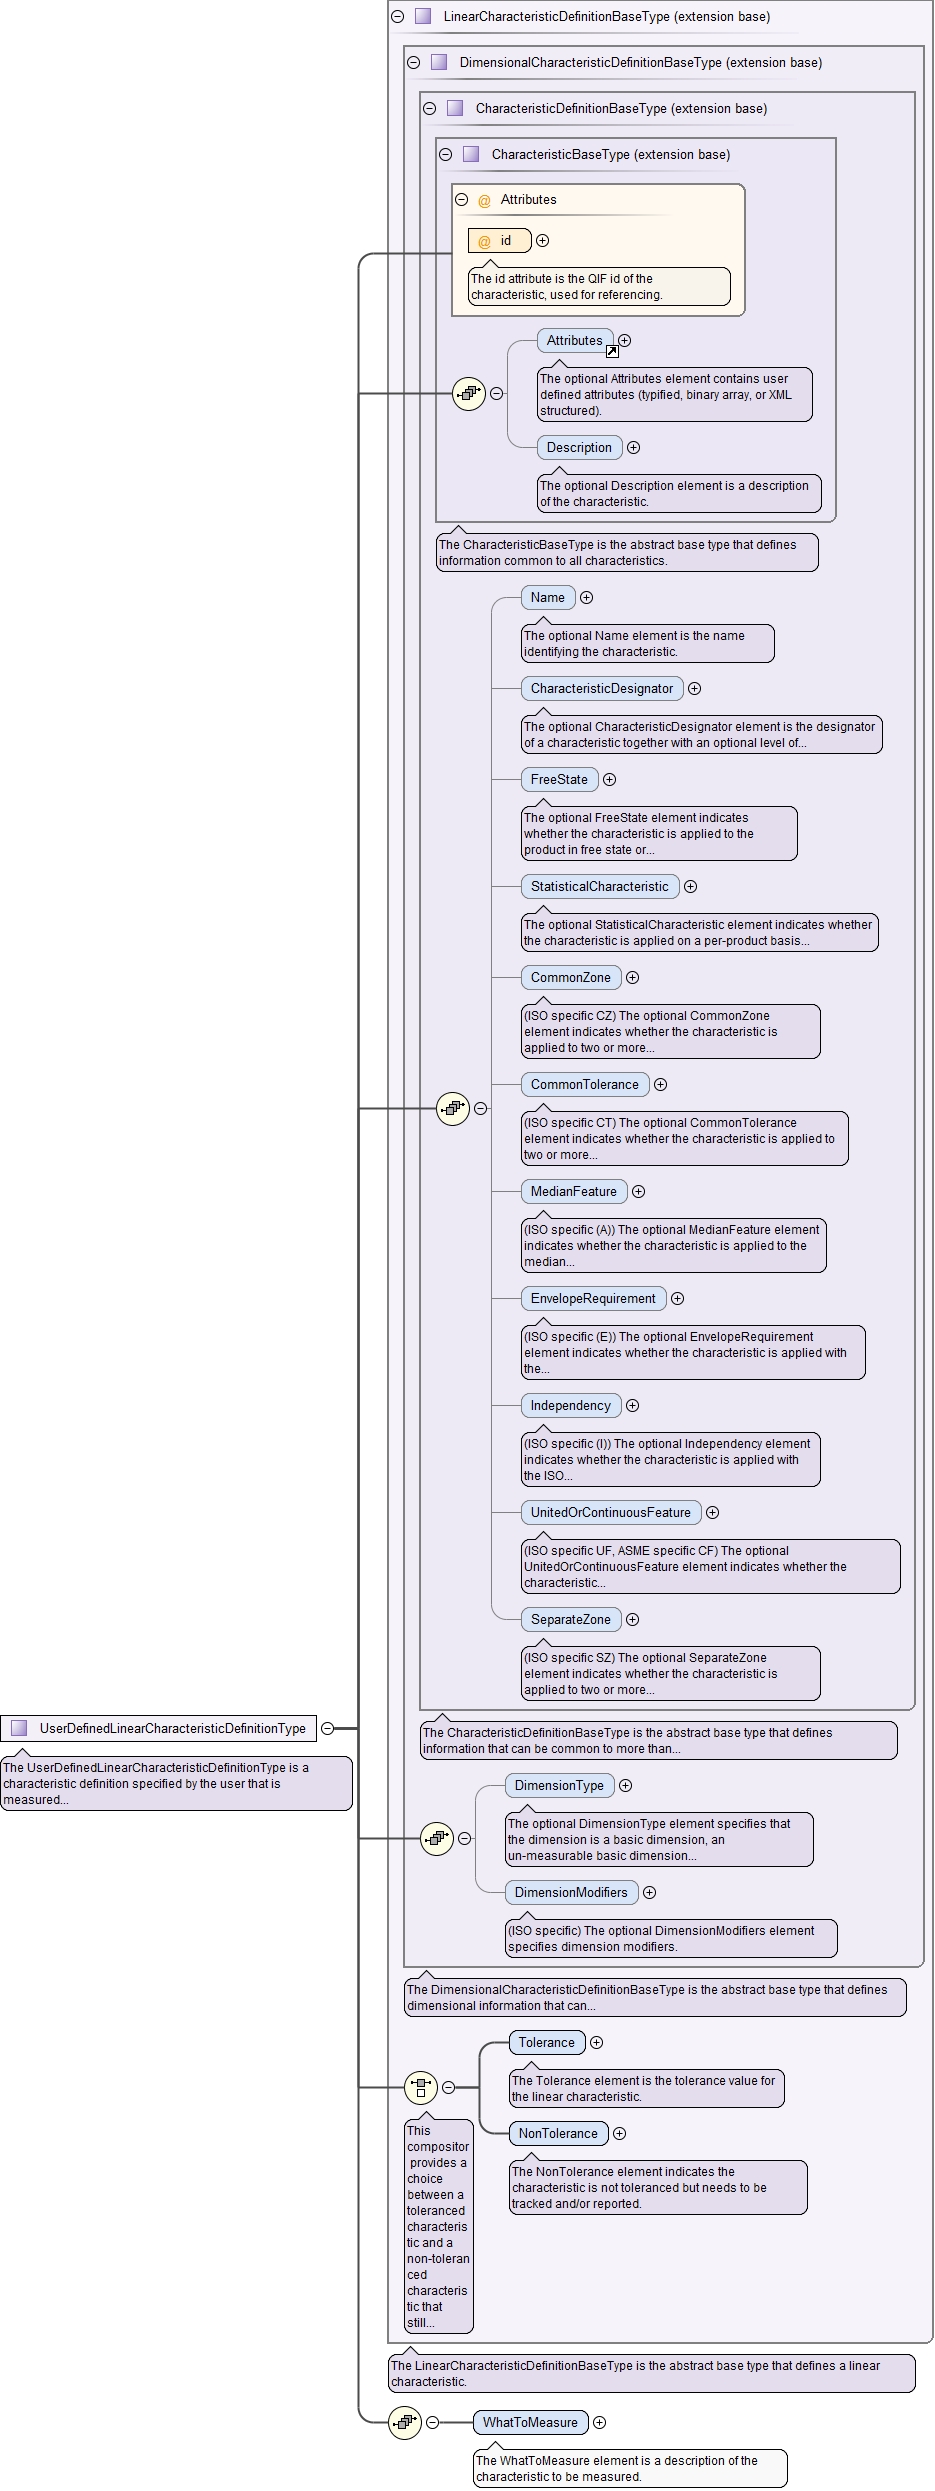 LinearCharacteristicDefinitionBaseType (extension base)
DimensionalCharacteristicDefinitionBaseType (extension base)
CharacteristicDefinitionBaseType (extension base)
CharacteristicBaseType (extension base)
@ Attributes
@ id
The id attribute is the QIF id of the
characteristic, used for referencing.
Attributes
The optional Attributes element contains user
defined attributes (typified, binary array, or XML
structured).
Description
The optional Description element is a description
of the characteristic.
The CharacteristicBaseType is the abstract base type that defines
information common to all characteristics.
Name
The optional Name element is the name
identifying the characteristic.
CharacteristicDesignator
The optional CharacteristicDesignator element is the designator
of a characteristic together with an optional level of...
FreeState
The optional FreeState element indicates
whether the characteristic is applied to the
product in free state or...
StatisticalCharacteristic
The optional StatisticalCharacteristic element indicates whether
the characteristic is applied on a per-product basis...
CommonZone
(ISO specific CZ) The optional CommonZone
element indicates whether the characteristic is
applied to two or more...
CommonTolerance
(ISO specific CT) The optional CommonTolerance
element indicates whether the characteristic is applied to
two or more...
MedianFeature
(ISO specific (A)) The optional MedianFeature element
indicates whether the characteristic is applied to the
median...
EnvelopeRequirement
(ISO specific (E)) The optional EnvelopeRequirement
element indicates whether the characteristic is applied with
the...
Independency
(ISO specific (I)) The optional Independency element
indicates whether the characteristic is applied with
the ISO...
UnitedOrContinuousFeature
(ISO specific UF, ASME specific CF) The optional
UnitedOrContinuousFeature element indicates whether the
characteristic...
SeparateZone
(ISO specific SZ) The optional SeparateZone
element indicates whether the characteristic is
applied to two or more...
UserDefinedLinearCharacteristicDefinitionType
The UserDefinedLinearCharacteristicDefinitionType is a
characteristic definition specified by the user that is
measured...
The CharacteristicDefinitionBaseType is the abstract base type that defines
information that can be common to more than...
DimensionType
The optional DimensionType element specifies that
the dimension is a basic dimension, an
un-measurable basic dimension...
DimensionModifiers
(ISO specific) The optional DimensionModifiers element
specifies dimension modifiers.
The DimensionalCharacteristicDefinitionBaseType is the abstract base type that defines
dimensional information that can...
Tolerance
The Tolerance element is the tolerance value for
the linear characteristic.
NonTolerance
The NonTolerance element indicates the
characteristic is not toleranced but needs to be
tracked and/or reported.
This
compositor
provides a
choice
between a
toleranced
characteris
tic and a
non-toleran
ced
characteris
tic that
still...
The LinearCharacteristicDefinitionBaseType is the abstract base type that defines a linear
characteristic.
WhatToMeasure
The WhatToMeasure element is a description of the
characteristic to be measured.